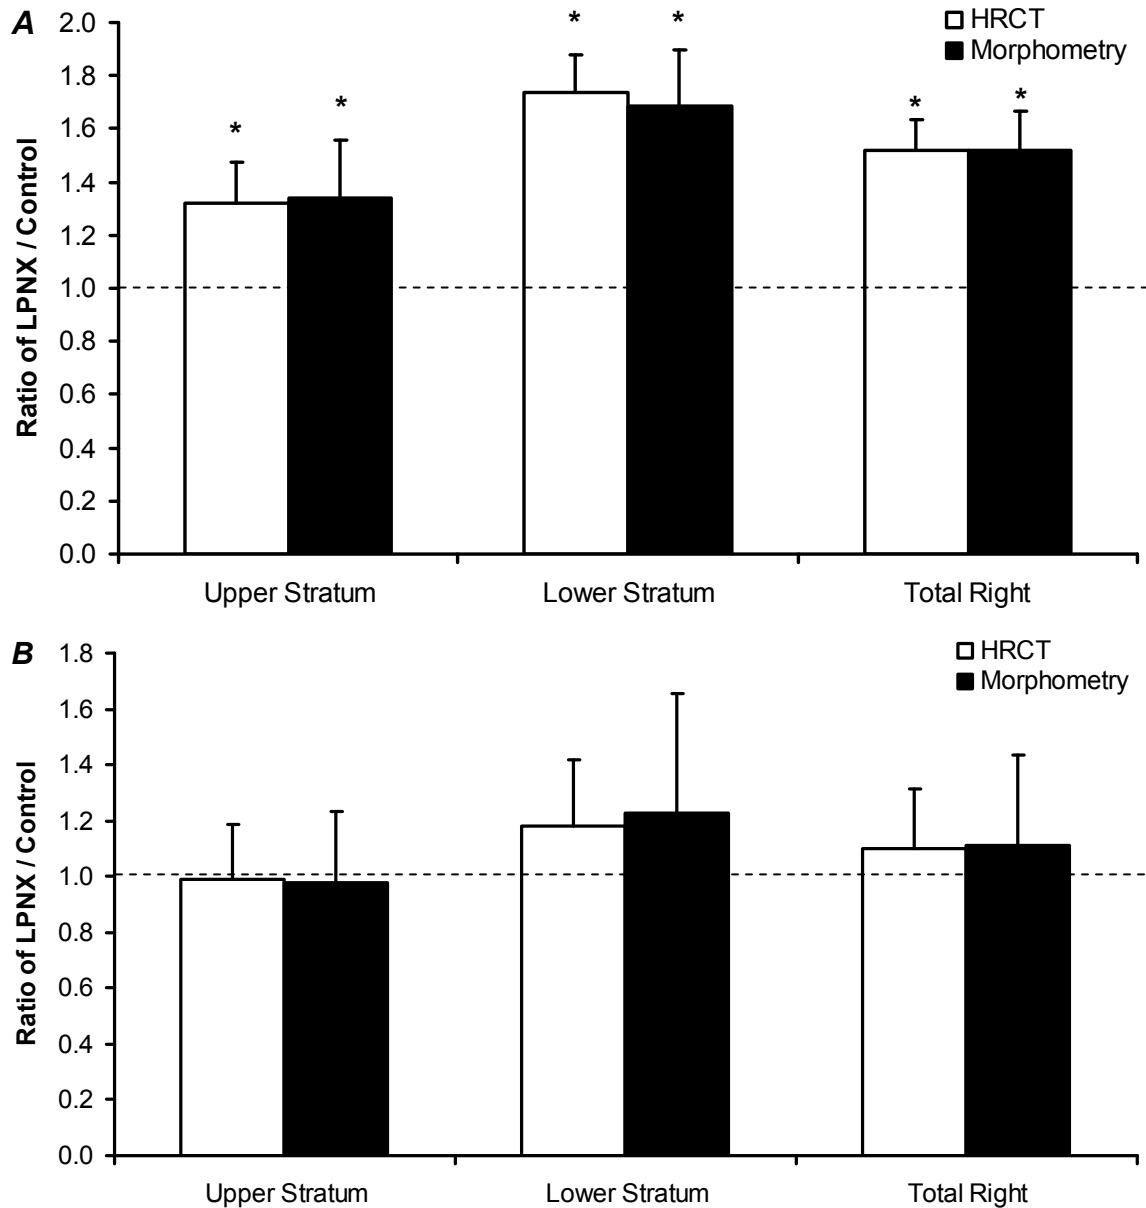 A
HRCT
Morphometry
Ratio of LPNX / Control
2.0
1.8
1.6
1.4
1.2
1.0
0.8
0.6
0.4
0.2
0.0
* * * * * *
Upper Stratum Lower Stratum Total Right
B
HRCT
Morphometry
Ratio of LPNX / Control
1.8
1.6
1.4
1.2
1.0
0.8
0.6
0.4
0.2
0.0
Upper Stratum Lower Stratum Total Right